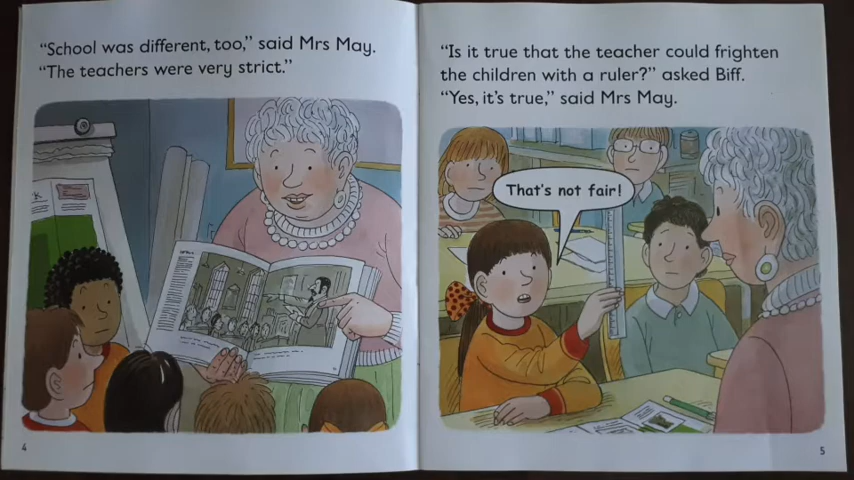 “School was different, too,” said Mrs May.
“The teachers were very strict.”
4
“Is it true that the teacher could frighten
the children with a ruler?” asked Biff.
“Yes, it’s true,” said Mrs May.
That’s not fair!
5